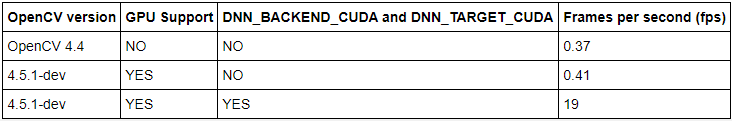 OpenCV version GPU Support DNN_BACKEND_CUDA and DNN_TARGET_CUDA Frames per second (fps)
OpenCV 4.4 NO NO 0.37
4.5.1-dev YES NO 0.41
4.5.1-dev YES YES 19